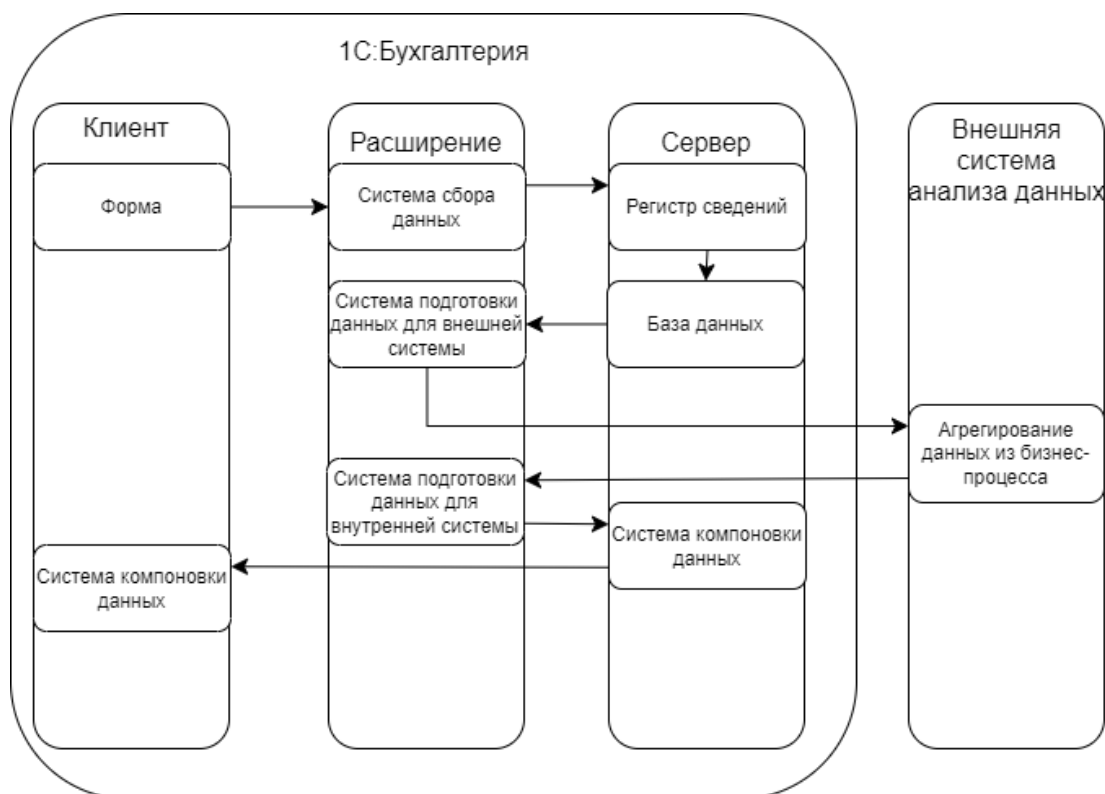 1С:Бухгалтерия
Клиент
Расширение
Сервер
Внешняя
система
анализа данных
Форма
Система сбора
данных
Регистр сведений
Система подготовки
данных для внешней
системы
База данных
Агрегирование
данных из бизнес-
процесса
Система подготовки
данных для
внутренней системы
Система компоновки
данных
Система компоновки
данных